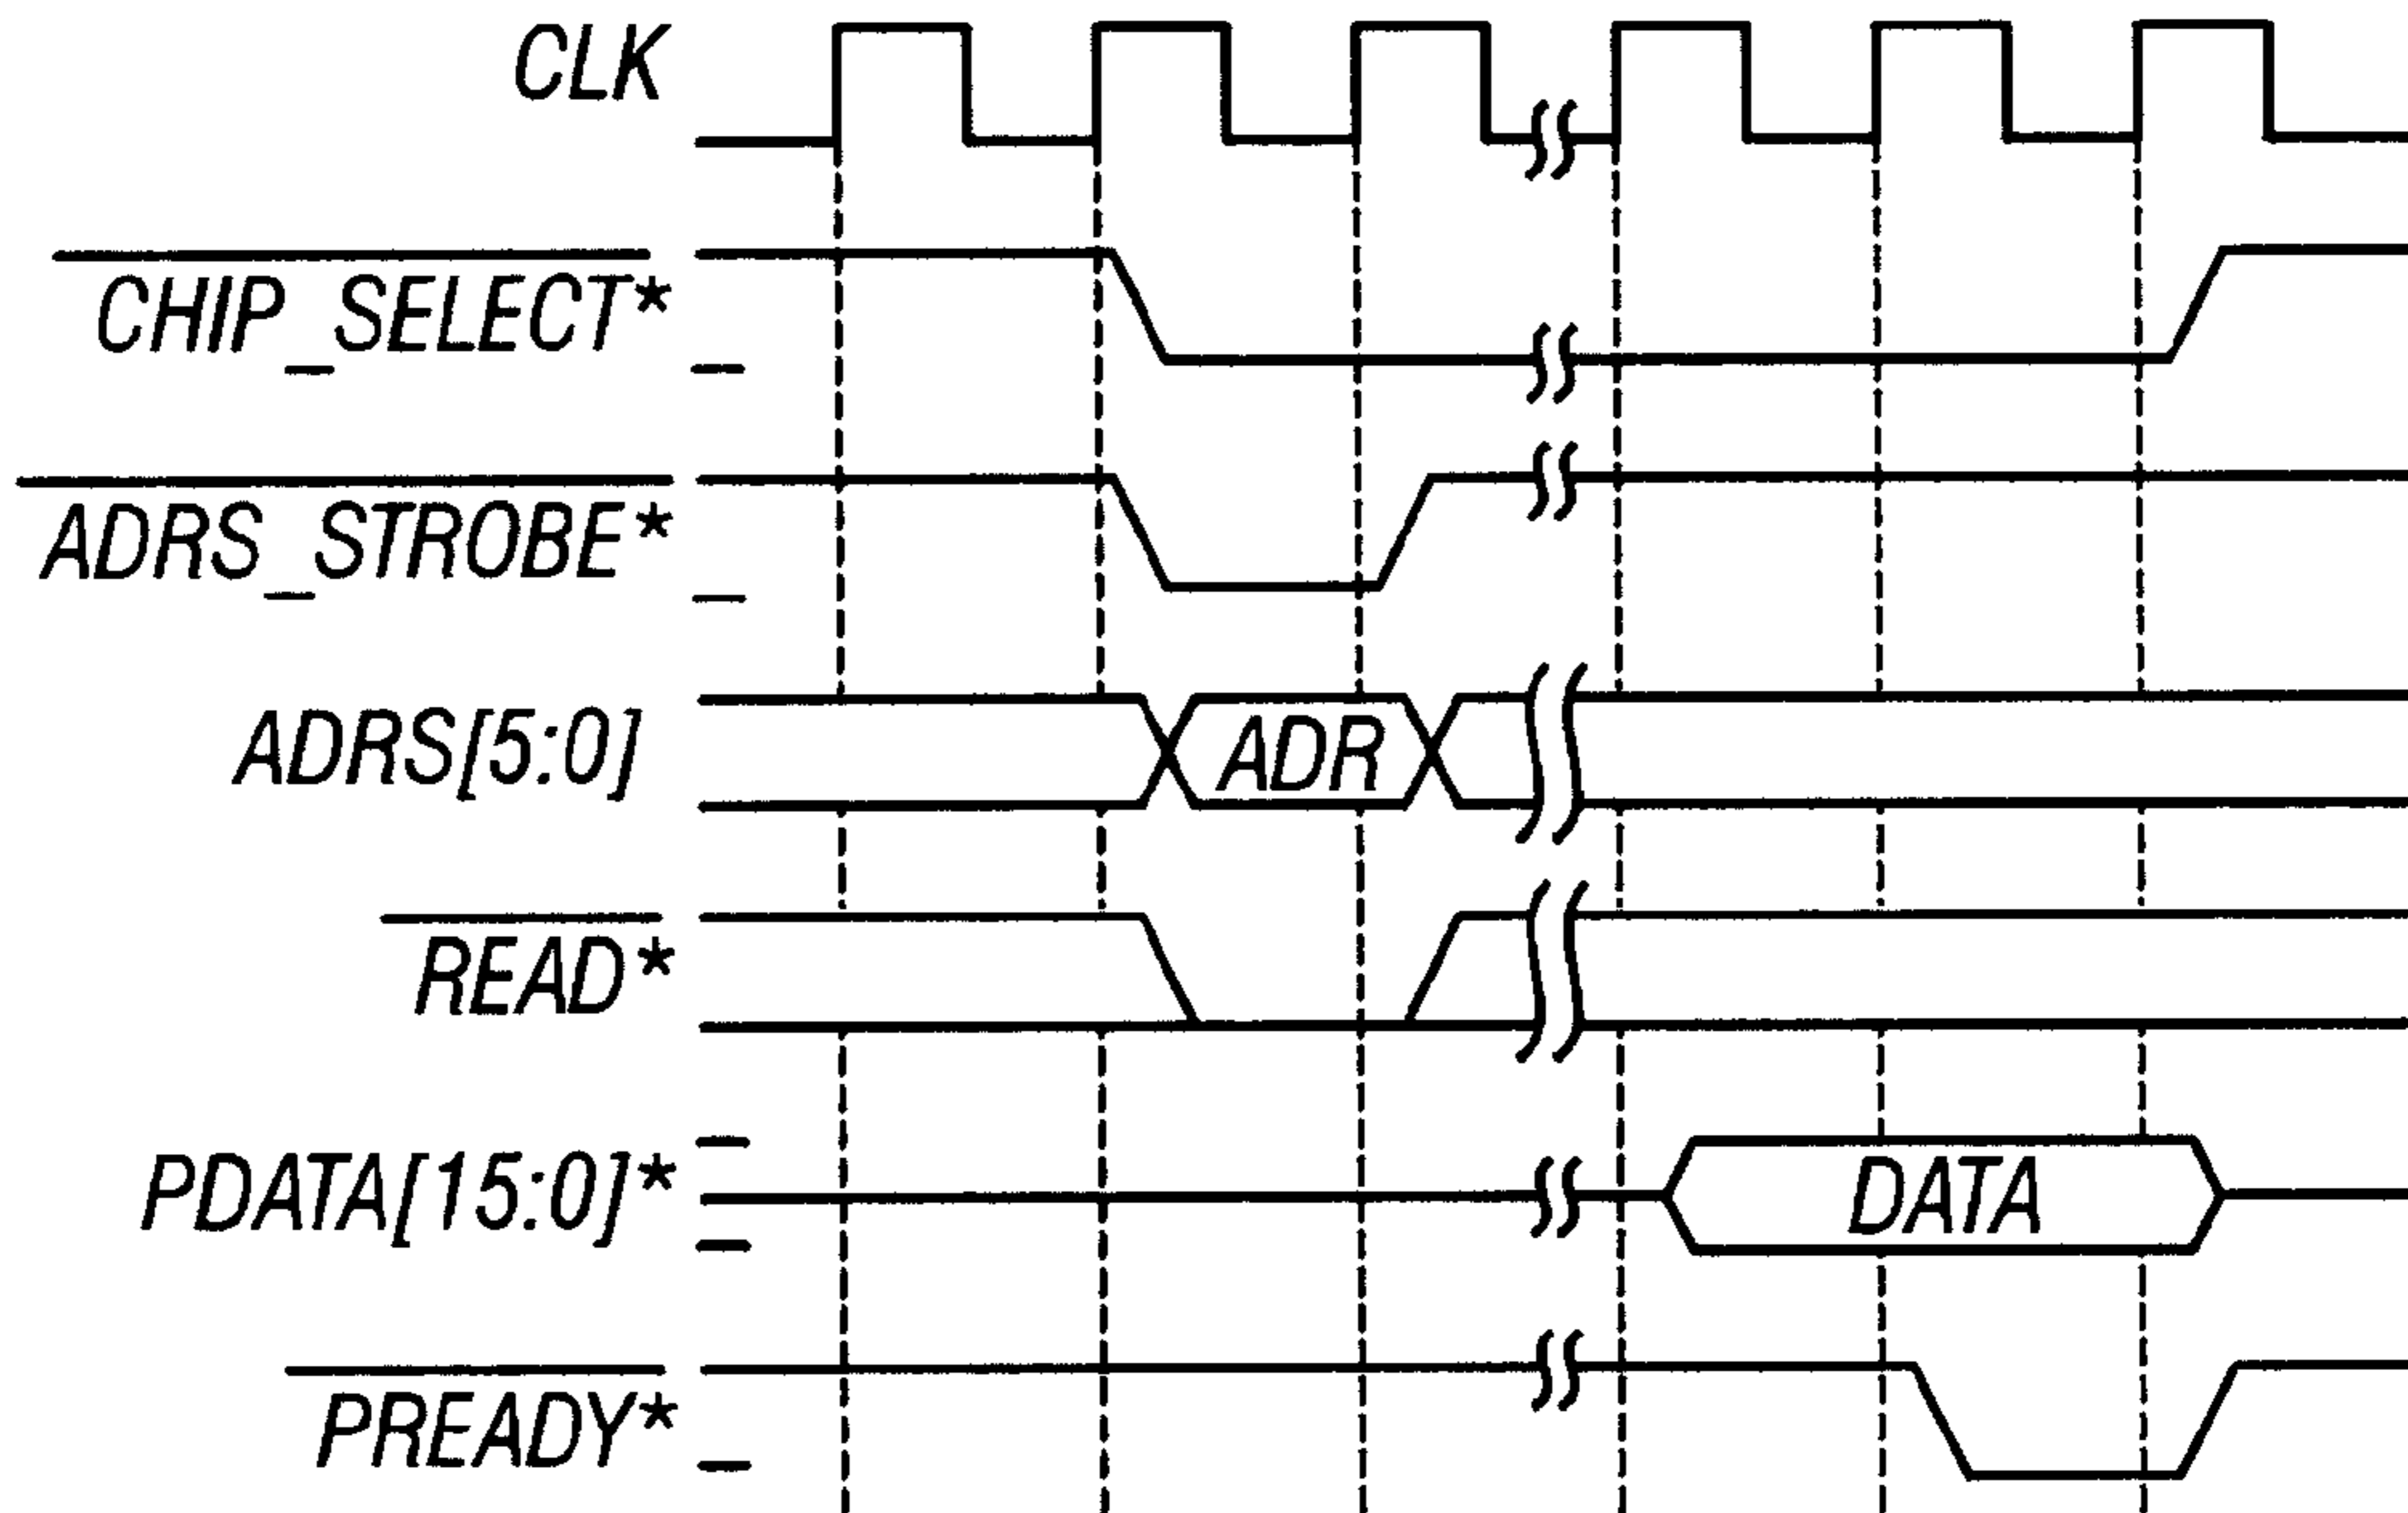 CLK
CHIP_SELECT*
ADRS_STROBE*
ADRS[5:0]
ADR
READ*
PDATA[15:0]*
DATA
PREADY*